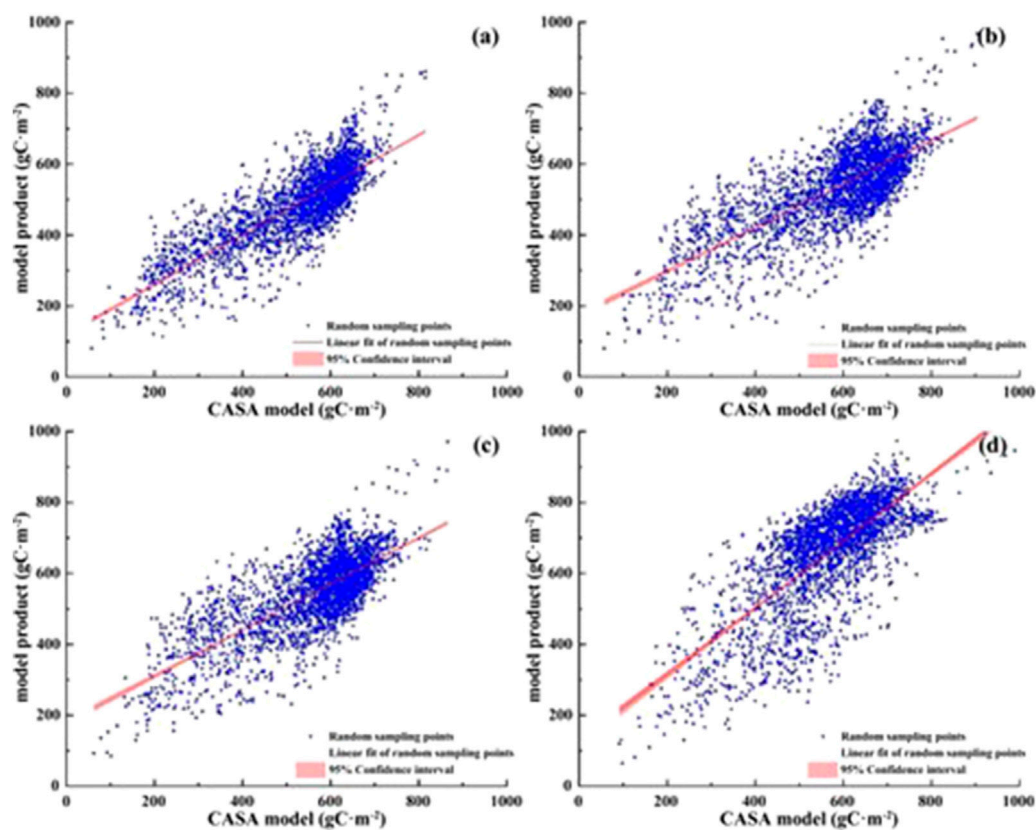 (a)
1000
800
600
400
200
0
model product (gC·m⁻²)
Random sampling points
Linear fit of random sampling points
95% Confidence interval
0 200 400 600 800 1000
CASA model (gC·m⁻²)
(b)
1000
800
600
400
200
0
model product (gC·m⁻²)
Random sampling points
Linear fit of random sampling points
95% Confidence interval
0 200 400 600 800 1000
CASA model (gC·m⁻²)
(c)
1000
800
600
400
200
0
model product (gC·m⁻²)
Random sampling points
Linear fit of random sampling points
95% Confidence interval
0 200 400 600 800 1000
CASA model (gC·m⁻²)
(d)
1000
800
600
400
200
0
model product (gC·m⁻²)
Random sampling points
Linear fit of random sampling points
95% Confidence interval
0 200 400 600 800 1000
CASA model (gC·m⁻²)